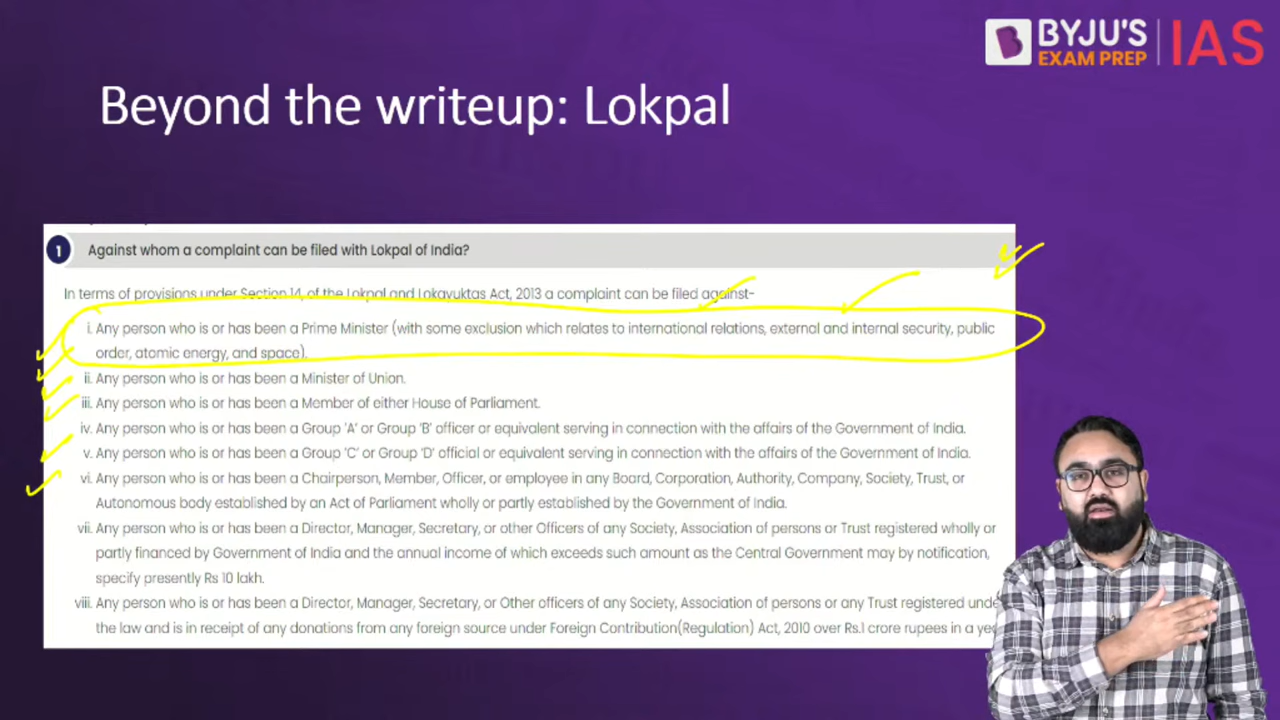 BYJU'S
EXAM PREP
IAS
Beyond the writeup: Lokpal
1 Against whom a complaint can be filed with Lokpal of India?
In terms of provisions under Section 14, of the Lokpal and Lokayuktas Act, 2013 a complaint can be filed against-
i. Any person who is or has been a Prime Minister (with some exclusion which relates to international relations, external and internal security, public
order, atomic energy, and space).
ii. Any person who is or has been a Minister of Union.
iii. Any person who is or has been a Member of either House of Parliament.
iv. Any person who is or has been a Group 'A' or Group 'B' officer or equivalent serving in connection with the affairs of the Government of India.
v. Any person who is or has been a Group 'C' or Group 'D' official or equivalent serving in connection with the affairs of the Government of India.
vi. Any person who is or has been a Chairperson, Member, Officer, or employee in any Board, Corporation, Authority, Company, Society, Trust, or
Autonomous body established by an Act of Parliament wholly or partly established by the Government of India.
vii. Any person who is or has been a Director, Manager, Secretary, or other Officers of any Society, Association of persons or Trust registered wholly or
partly financed by Government of India and the annual income of which exceeds such amount as the Central Government may by notification,
specify presently Rs 10 lakh.
viii. Any person who is or has been a Director, Manager, Secretary, or Other officers of any Society, Association of persons or any Trust registered
the law and is in receipt of any donations from any foreign source under Foreign Contribution(Regulation) Act, 2010 over Rs.1 crore rupees in a